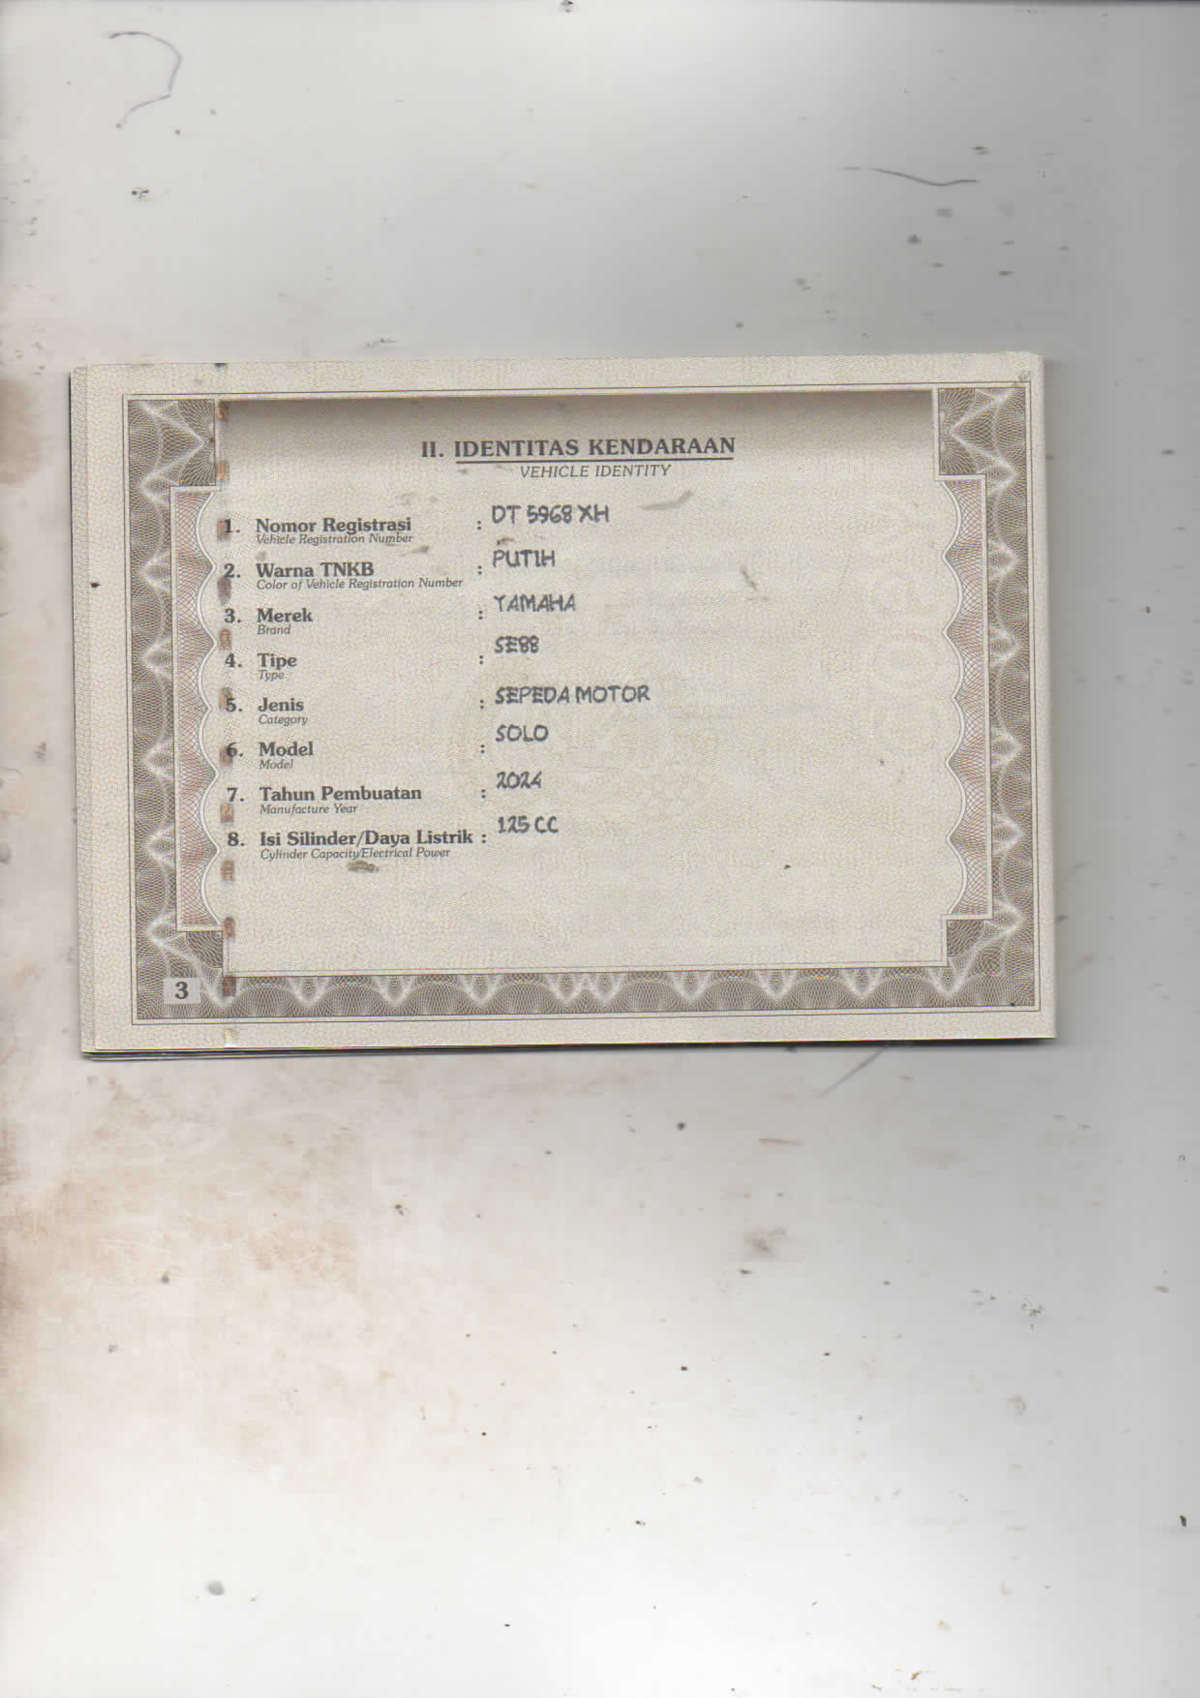 II. IDENTITAS KENDARAAN
VEHICLE IDENTITY
1. Nomor Registrasi : DT 5968 XH
Vehicle Registration Number
2. Warna TNKB : PUTIH
Color of Vehicle Registration Number
3. Merek : YAMAHA
Brand
4. Tipe : SE88
Type
5. Jenis : SEPEDA MOTOR
Category
6. Model : SOLO
Model
7. Tahun Pembuatan : 2024
Manufacture Year
8. Isi Silinder/Daya Listrik : 125 CC
Cylinder Capacity/Electrical Power
3